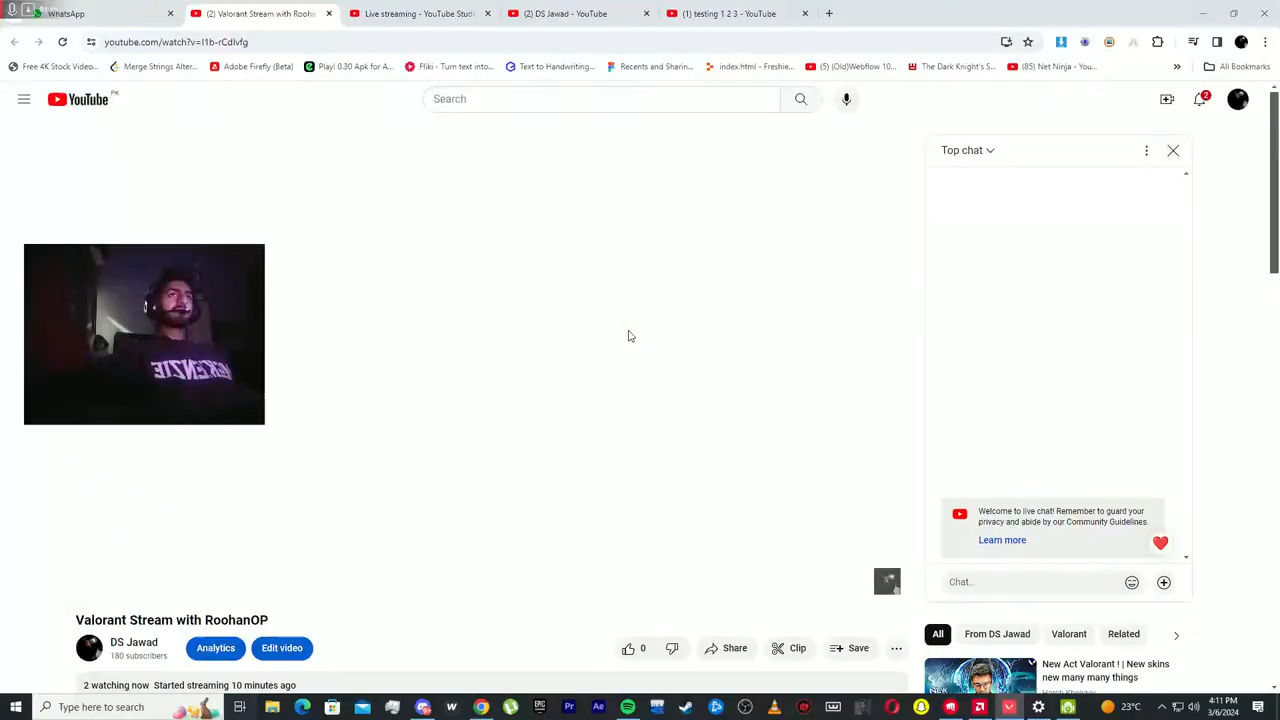 WhatsApp
(2) Valorant Stream with Rooha
Live streaming - YouTube Stud
(2) DS Jawad - YouTube
(1) testing 1 2 3 - YouTube
youtube.com/watch?v=I1b-rCdIvfg
Free 4K Stock Video...
Merge Strings Alter...
Adobe Firefly (Beta)
Play! 0.30 Apk for A...
Fliki - Turn text into...
Text to Handwriting...
Recents and Sharin...
index.html - Freshie...
(5) (Old)Webflow 10...
The Dark Knight's S...
(85) Net Ninja - You...
»
All Bookmarks
YouTube PK
Search
2
Top chat
MCKENZIE
Welcome to live chat! Remember to guard your
privacy and abide by our Community Guidelines.
Learn more
Chat...
Valorant Stream with RoohanOP
DS Jawad
180 subscribers
Analytics
Edit video
0
Share
Clip
Save
2 watching now Started streaming 10 minutes ago
All
From DS Jawad
Valorant
Related
New Act Valorant ! | New skins
new many many things
Type here to search
23°C
4:11 PM
3/6/2024